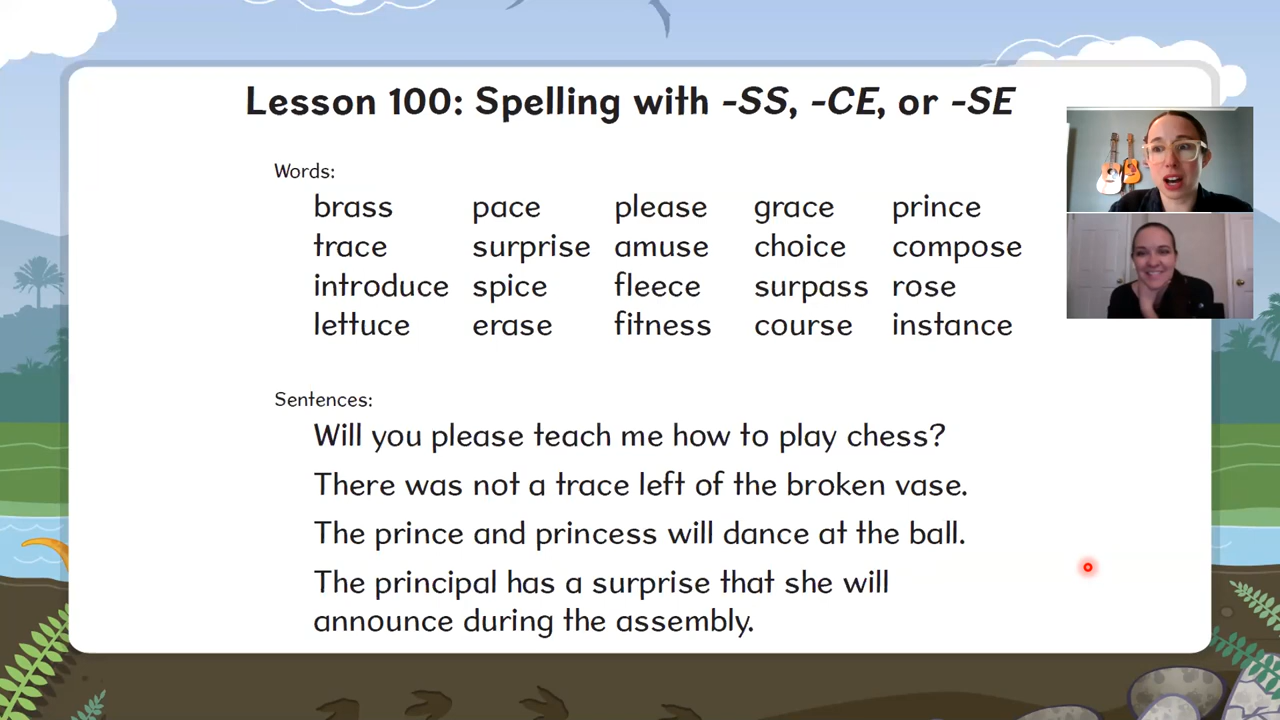 Lesson 100: Spelling with -SS, -CE, or -SE
Words:
brass pace please grace prince
trace surprise amuse choice compose
introduce spice fleece surpass rose
lettuce erase fitness course instance
Sentences:
Will you please teach me how to play chess?
There was not a trace left of the broken vase.
The prince and princess will dance at the ball.
The principal has a surprise that she will
announce during the assembly.